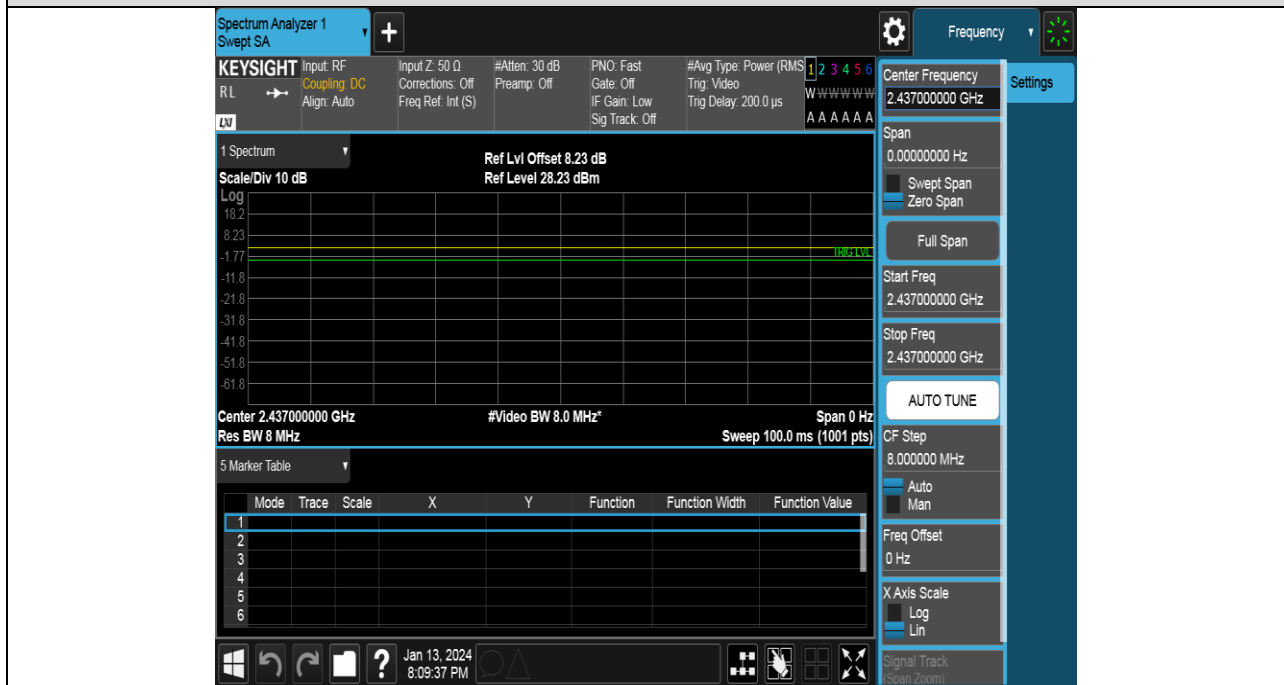 Spectrum Analyzer 1
Swept SA
+
Frequency
KEYSIGHT
RL
LXI
Input: RF
Coupling: DC
Align: Auto
Input Z: 50 Ω
Corrections: Off
Freq Ref: Int (S)
#Atten: 30 dB
Preamp: Off
PNO: Fast
Gate: Off
IF Gain: Low
Sig Track: Off
#Avg Type: Power (RMS
Trig: Video
Trig Delay: 200.0 µs
1 2 3 4 5 6
W W W W W W
A A A A A A
1 Spectrum
Scale/Div 10 dB
Ref Lvl Offset 8.23 dB
Ref Level 28.23 dBm
Log
18.2
8.23
-1.77
-11.8
-21.8
-31.8
-41.8
-51.8
-61.8
TRIG LVL
Center 2.437000000 GHz
#Video BW 8.0 MHz*
Span 0 Hz
Res BW 8 MHz
Sweep 100.0 ms (1001 pts)
5 Marker Table
Mode Trace Scale X Y Function Function Width Function Value
1
2
3
4
5
6
?
Jan 13, 2024
8:09:37 PM
Center Frequency
2.437000000 GHz
Settings
Span
0.00000000 Hz
Swept Span
Zero Span
Full Span
Start Freq
2.437000000 GHz
Stop Freq
2.437000000 GHz
AUTO TUNE
CF Step
8.000000 MHz
Auto
Man
Freq Offset
0 Hz
X Axis Scale
Log
Lin
Signal Track
(Span Zoom)